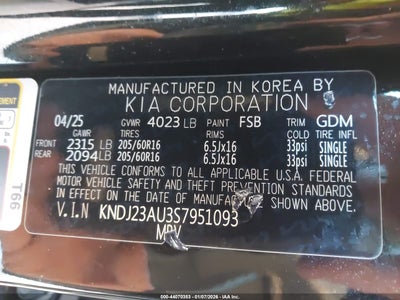 MANUFACTURED IN KOREA BY
KIA CORPORATION
04/25 GVWR 4023 LB PAINT FSB TRIM GDM
GAWR TIRES RIMS COLD TIRE INFL
FRONT 2315 LB 205/60R16 6.5Jx16 33psi SINGLE
REAR 2094 LB 205/60R16 6.5Jx16 33psi SINGLE
THIS VEHICLE CONFORMS TO ALL APPLICABLE U.S.A. FEDERAL
MOTOR VEHICLE SAFETY AND THEFT PREVENTION STANDARDS
IN EFFECT ON THE DATE OF MANUFACTURE SHOWN ABOVE.
V.I.N KNDJ23AU3S7951093
MPV
T66
000-44070353 - 01/07/2026 - IAA, Inc.